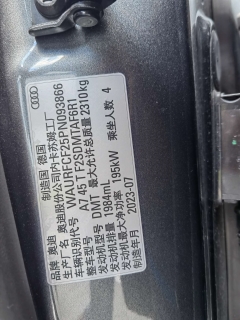 制造国 德国
品牌 奥迪
奥迪股份公司内卡苏姆工厂
车辆识别代号 WAU1RFCF25PN093866
整车型号 A7 45 TF2SDMTAF6R1
发动机型号 DMT 最大允许总质量 2310kg
发动机排量 1984mL
发动机最大净功率 195kW 乘坐人数 4
制造年月 2023-07